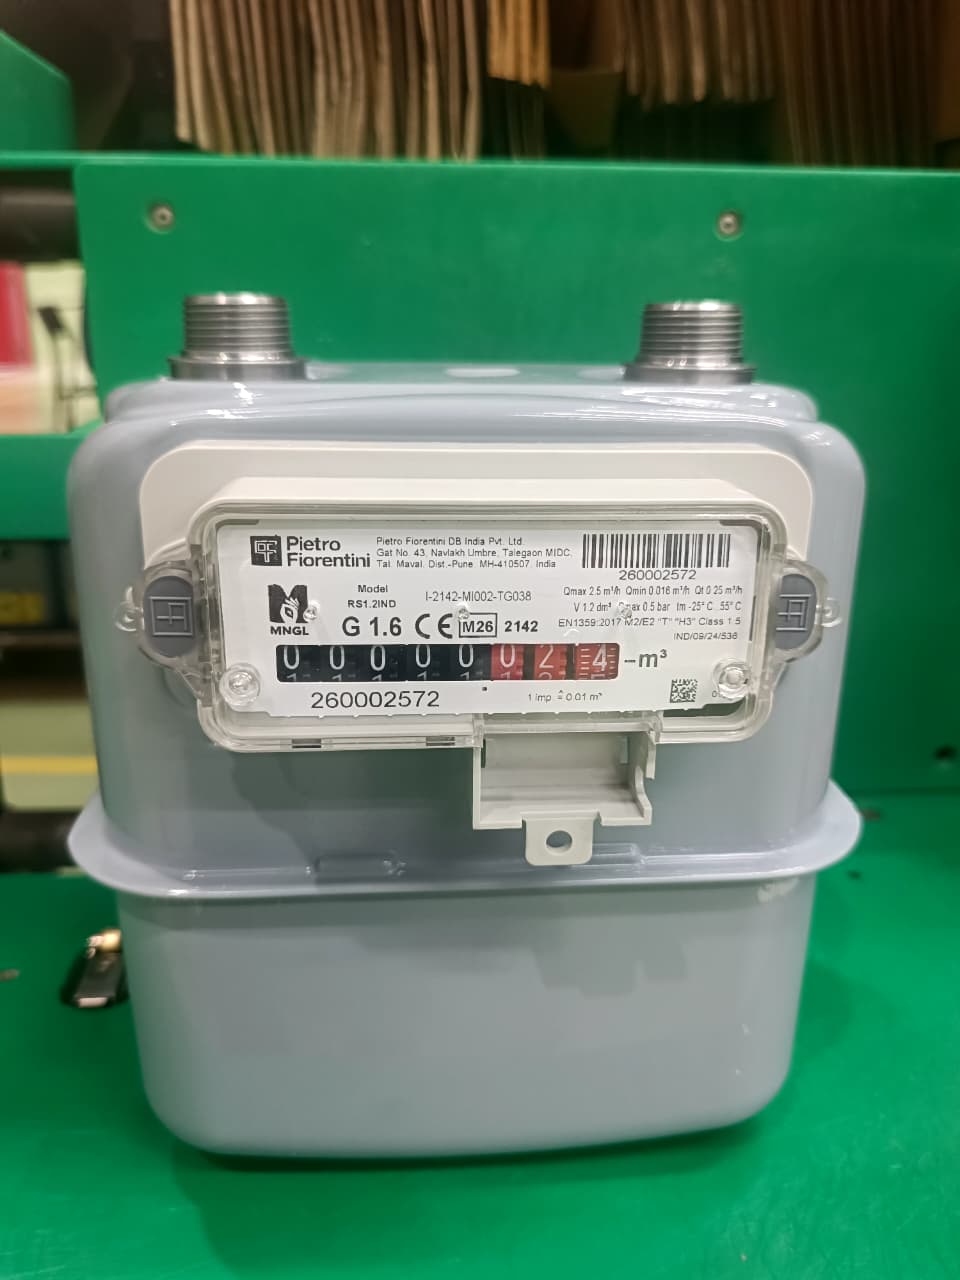 Pietro
Fiorentini
Pietro Fiorentini DB India Pvt. Ltd.
Gat No. 43, Navlakh Umbre, Talegaon MIDC.
Tal. Maval. Dist.-Pune. MH-410507. India
260002572
MNGL
Model
RS1.2IND
I-2142-MI002-TG038
G 1.6 CE M26 2142
Qmax 2.5 m³/h Qmin 0.016 m³/h Qt 0.25 m³/h
V 1.2 dm³ Pmax 0.5 bar tm -25°C..55°C
EN1359:2017 M2/E2 "T" "H3" Class 1.5
IND/09/24/536
0 0 0 0 0 0 2 4 m³
260002572
1 imp. ≙ 0.01 m³